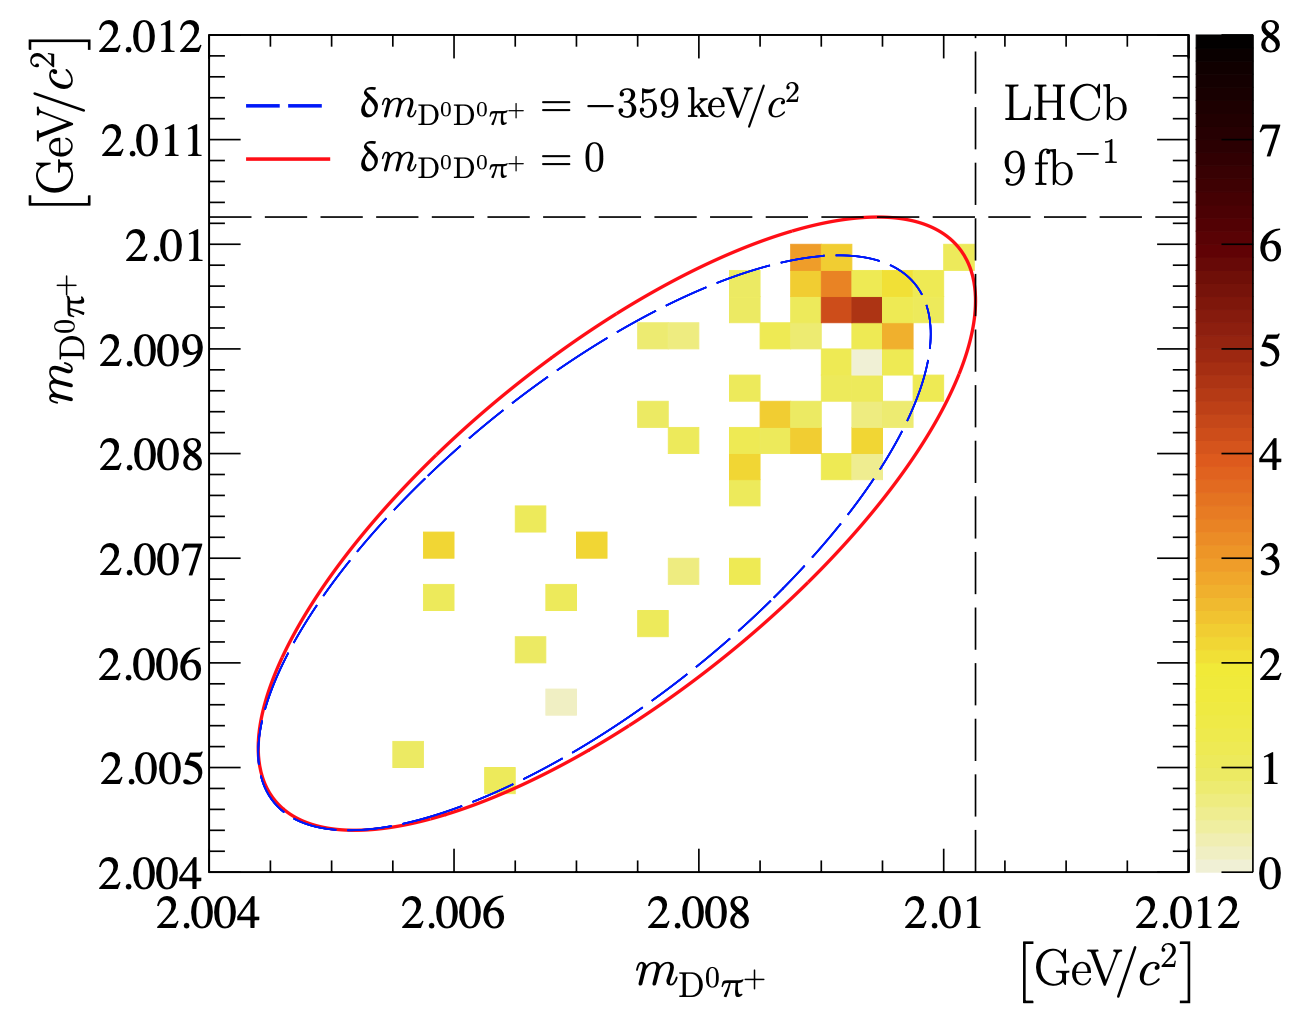 2.012
2.011
2.01
2.009
2.008
2.007
2.006
2.005
2.004
m_{D⁰π⁺} [GeV/c²]
δm_{D⁰D⁰π⁺} = −359 keV/c²
δm_{D⁰D⁰π⁺} = 0
LHCb
9 fb⁻¹
8
7
6
5
4
3
2
1
0
2.004 2.006 2.008 2.01 2.012
m_{D⁰π⁺} [GeV/c²]